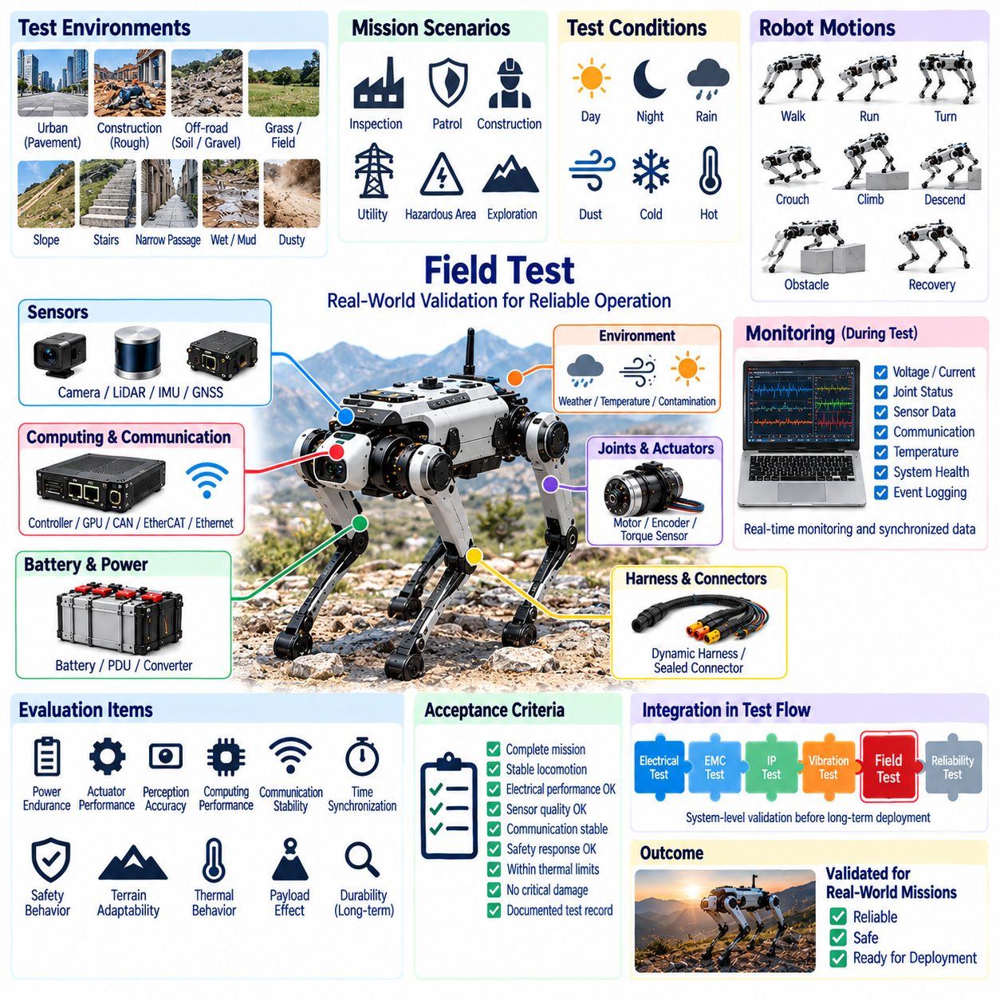 Test Environments
Urban
(Pavement)
Construction
(Rough)
Off-road
(Soil / Gravel)
Grass /
Field
Slope
Stairs
Narrow Passage
Wet / Mud
Dusty
Mission Scenarios
Inspection
Patrol
Construction
Utility
Hazardous Area
Exploration
Test Conditions
Day
Night
Rain
Dust
Cold
Hot
Robot Motions
Walk
Run
Turn
Crouch
Climb
Descend
Obstacle
Recovery
Field Test
Real-World Validation for Reliable Operation
Sensors
Camera / LiDAR / IMU / GNSS
Computing & Communication
Controller / GPU / CAN / EtherCAT / Ethernet
Battery & Power
Battery / PDU / Converter
Environment
Weather / Temperature / Contamination
Joints & Actuators
Motor / Encoder /
Torque Sensor
Harness & Connectors
Dynamic Harness /
Sealed Connector
Monitoring (During Test)
Voltage / Current
Joint Status
Sensor Data
Communication
Temperature
System Health
Event Logging
Real-time monitoring and synchronized data
Evaluation Items
Power
Endurance
Actuator
Performance
Perception
Accuracy
Computing
Performance
Communication
Stability
Time
Synchronization
Safety
Behavior
Terrain
Adaptability
Thermal
Behavior
Payload
Effect
Durability
(Long-term)
Acceptance Criteria
Complete mission
Stable locomotion
Electrical performance OK
Sensor quality OK
Communication stable
Safety response OK
Within thermal limits
No critical damage
Documented test record
Integration in Test Flow
Electrical
Test
EMC
Test
IP
Test
Vibration
Test
Field
Test
Reliability
Test
System-level validation before long-term deployment
Outcome
Validated for
Real-World Missions
Reliable
Safe
Ready for Deployment